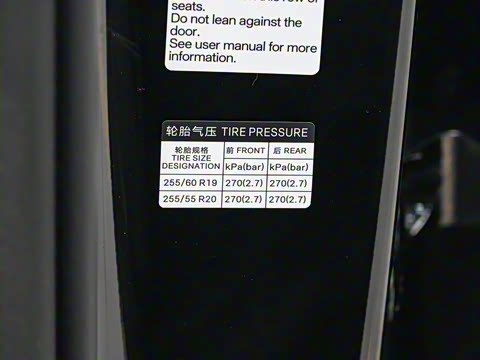 seats.
Do not lean against the
door.
See user manual for more
information.
轮胎气压 TIRE PRESSURE
轮胎规格 前 FRONT 后 REAR
TIRE SIZE
DESIGNATION kPa(bar) kPa(bar)
255/60 R19 270(2.7) 270(2.7)
255/55 R20 270(2.7) 270(2.7)